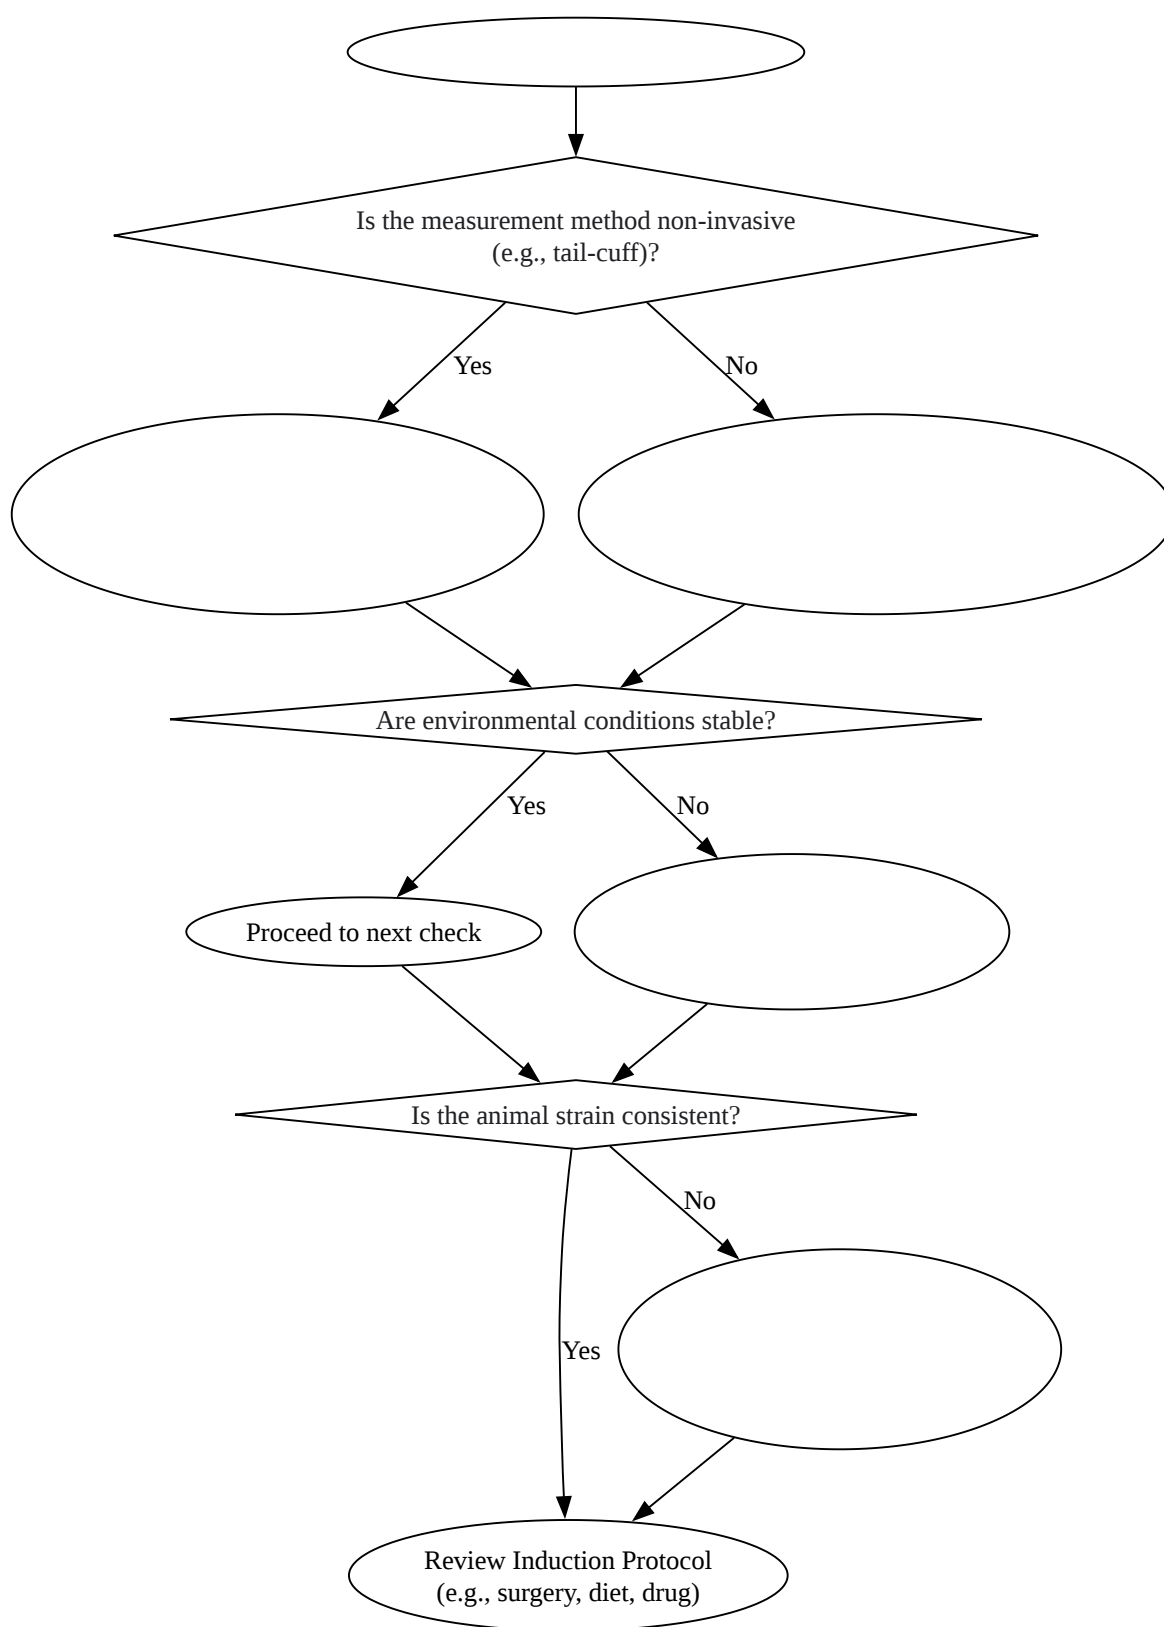 Is the measurement method non-invasive
(e.g., tail-cuff)?
Yes
No
Are environmental conditions stable?
Yes
No
Proceed to next check
Is the animal strain consistent?
No
Yes
Review Induction Protocol
(e.g., surgery, diet, drug)